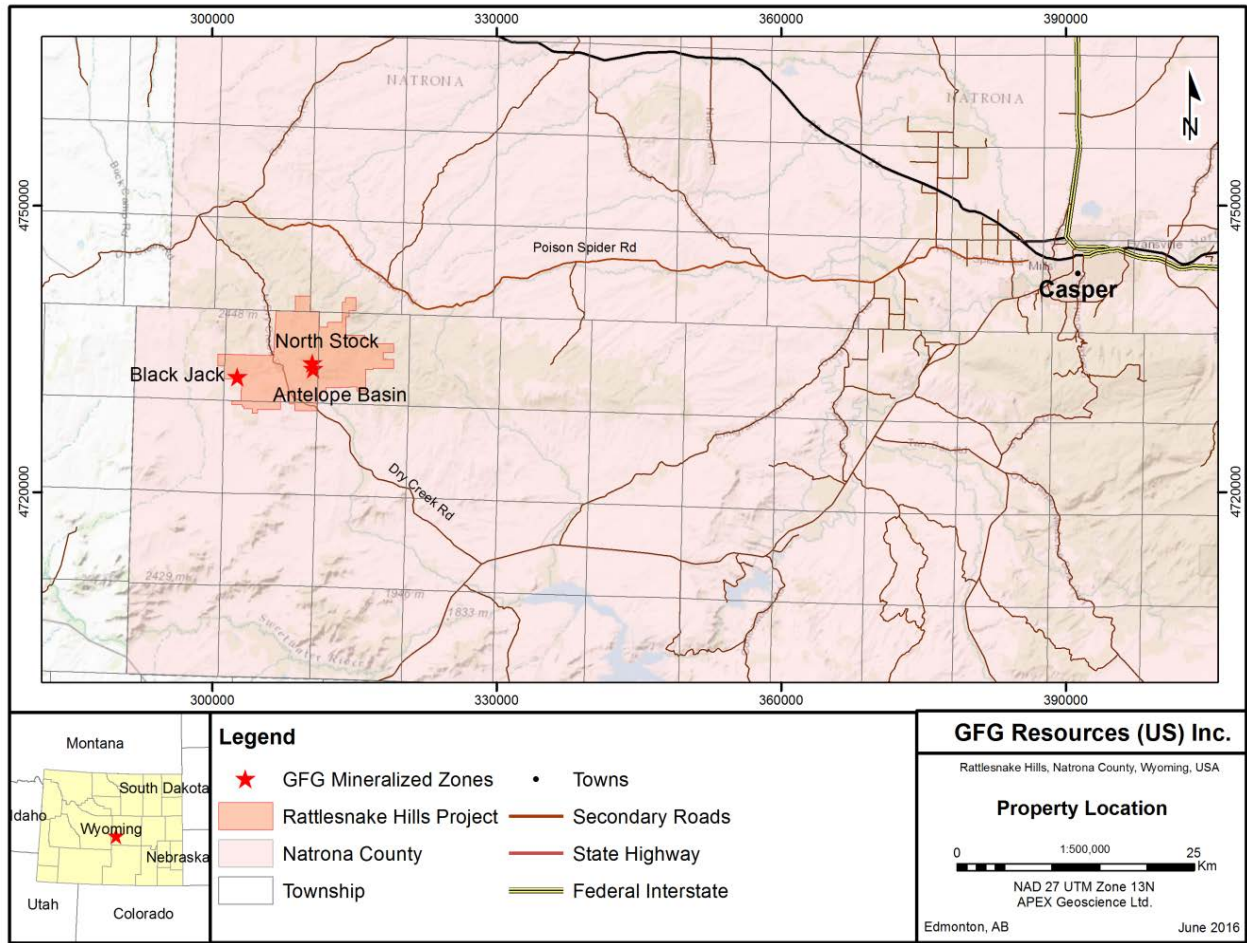 300000
330000
360000
390000
NATRONA
NATRONA
N
4750000
4750000
Poison Spider Rd
Evansville
Mills
Casper
2448 m
North Stock
Black Jack
Antelope Basin
Dry Creek Rd
4720000
4720000
2429 m
1946 m
1833 m
Sweetwater River
300000
330000
360000
390000
Montana
South Dakota
Idaho
Wyoming
Nebraska
Utah
Colorado
Legend
GFG Mineralized Zones
Towns
Rattlesnake Hills Project
Secondary Roads
Natrona County
State Highway
Township
Federal Interstate
GFG Resources (US) Inc.
Rattlesnake Hills, Natrona County, Wyoming, USA
Property Location
0
1:500,000
25
Km
NAD 27 UTM Zone 13N
APEX Geoscience Ltd.
Edmonton, AB
June 2016